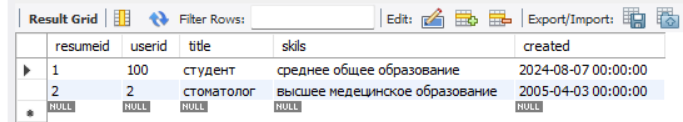 Result Grid Filter Rows: Edit: Export/Import:
resumeid userid title skils created
1 100 студент среднее общее образование 2024-08-07 00:00:00
2 2 стоматолог высшее медецинское образование 2005-04-03 00:00:00
NULL NULL NULL NULL NULL